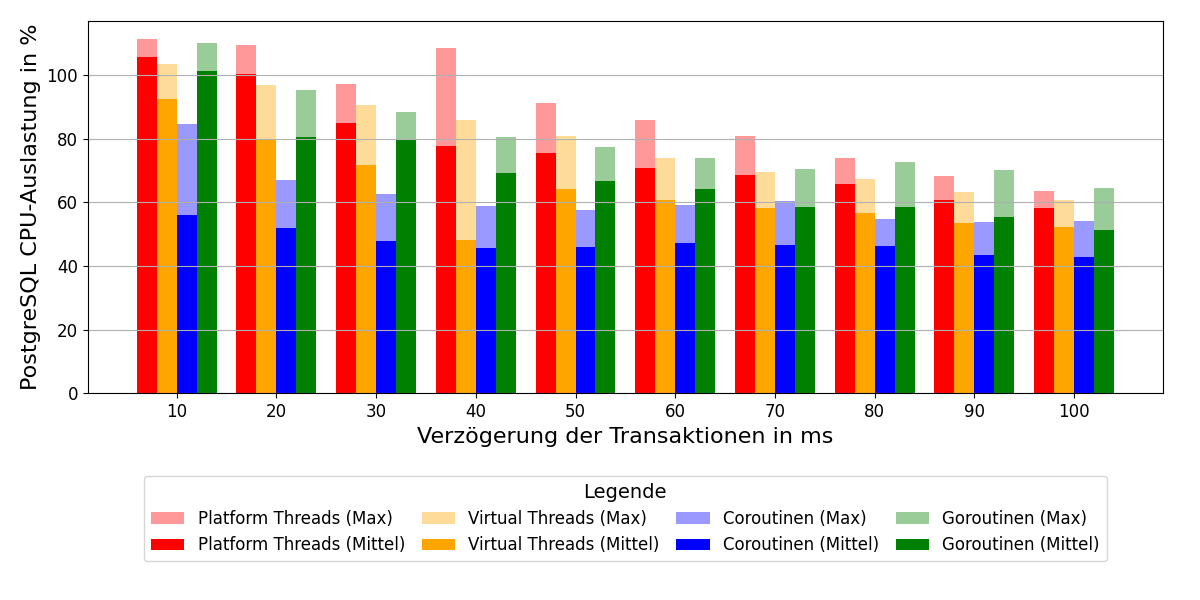 PostgreSQL CPU-Auslastung in %
100
80
60
40
20
0
10 20 30 40 50 60 70 80 90 100
Verzögerung der Transaktionen in ms
Legende
Platform Threads (Max) Virtual Threads (Max) Coroutinen (Max) Goroutinen (Max)
Platform Threads (Mittel) Virtual Threads (Mittel) Coroutinen (Mittel) Goroutinen (Mittel)